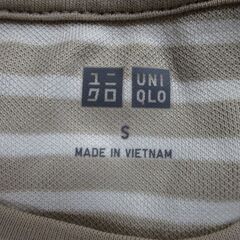 ユニ UNI
クロ QLO
S
MADE IN VIETNAM